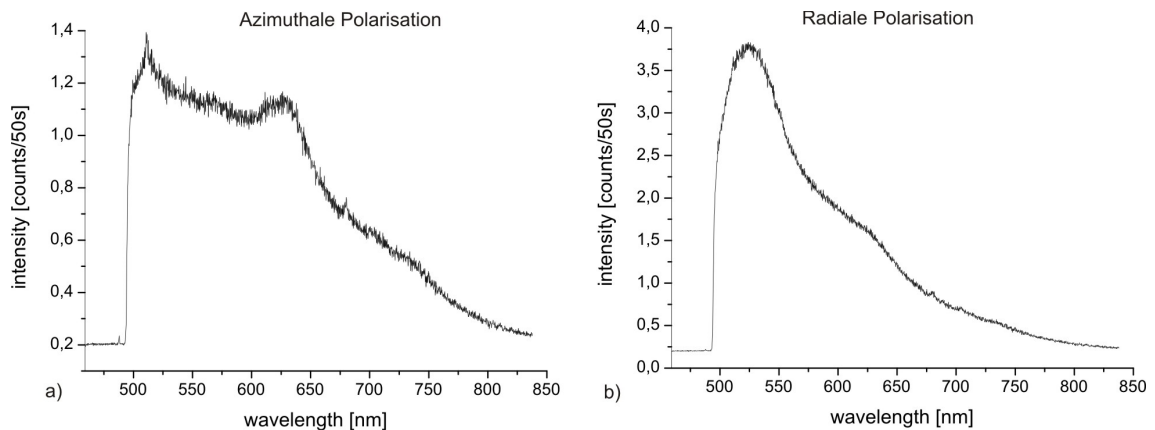 Azimuthale Polarisation
1,4
1,2
1,0
0,8
0,6
0,4
0,2
intensity [counts/50s]
500 550 600 650 700 750 800 850
wavelength [nm]
a)
Radiale Polarisation
4,0
3,5
3,0
2,5
2,0
1,5
1,0
0,5
0,0
intensity [counts/50s]
500 550 600 650 700 750 800 850
wavelength [nm]
b)